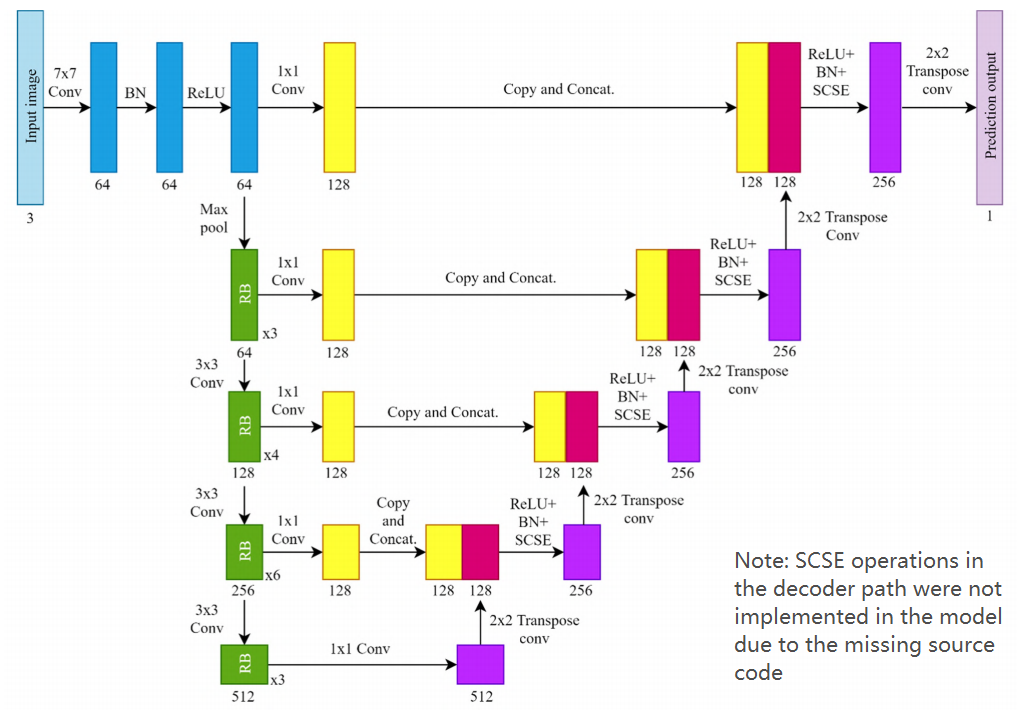 Input image
3
7x7
Conv
64
BN
64
ReLU
64
1x1
Conv
128
Copy and Concat.
128 128
ReLU+
BN+
SCSE
256
2x2
Transpose
conv
Prediction output
1
Max
pool
RB
x3
64
1x1
Conv
128
Copy and Concat.
128 128
ReLU+
BN+
SCSE
256
2x2 Transpose
Conv
3x3
Conv
RB
x4
128
1x1
Conv
128
Copy and Concat.
128 128
ReLU+
BN+
SCSE
256
2x2 Transpose
conv
3x3
Conv
RB
x6
256
1x1
Conv
128
Copy
and
Concat.
128 128
ReLU+
BN+
SCSE
256
2x2 Transpose
conv
3x3
Conv
RB
x3
512
1x1 Conv
512
2x2 Transpose
conv
Note: SCSE operations in
the decoder path were not
implemented in the model
due to the missing source
code